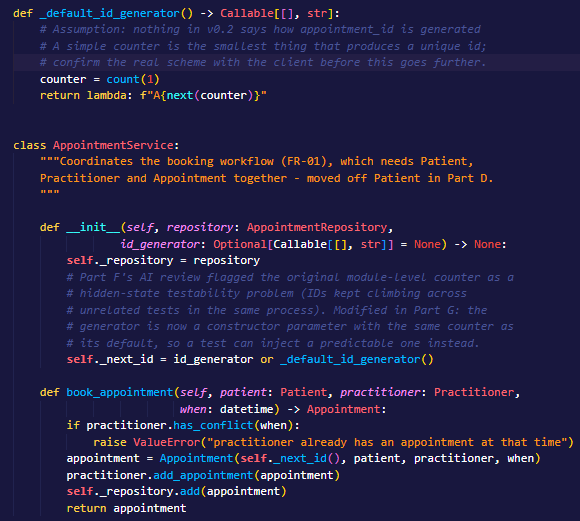 def _default_id_generator() -> Callable[[], str]:
    # Assumption: nothing in v0.2 says how appointment_id is generated
    # A simple counter is the smallest thing that produces a unique id;
    # confirm the real scheme with the client before this goes further.
    counter = count(1)
    return lambda: f"A{next(counter)}"
class AppointmentService:
    """Coordinates the booking workflow (FR-01), which needs Patient,
    Practitioner and Appointment together - moved off Patient in Part D.
    """
    def __init__(self, repository: AppointmentRepository,
                id_generator: Optional[Callable[[], str]] = None) -> None:
        self._repository = repository
        # Part F's AI review flagged the original module-level counter as a
        # hidden-state testability problem (IDs kept climbing across
        # unrelated tests in the same process). Modified in Part G: the
        # generator is now a constructor parameter with the same counter as
        # its default, so a test can inject a predictable one instead.
        self._next_id = id_generator or _default_id_generator()
    def book_appointment(self, patient: Patient, practitioner: Practitioner,
                         when: datetime) -> Appointment:
        if practitioner.has_conflict(when):
            raise ValueError("practitioner already has an appointment at that time")
        appointment = Appointment(self._next_id(), patient, practitioner, when)
        practitioner.add_appointment(appointment)
        self._repository.add(appointment)
        return appointment